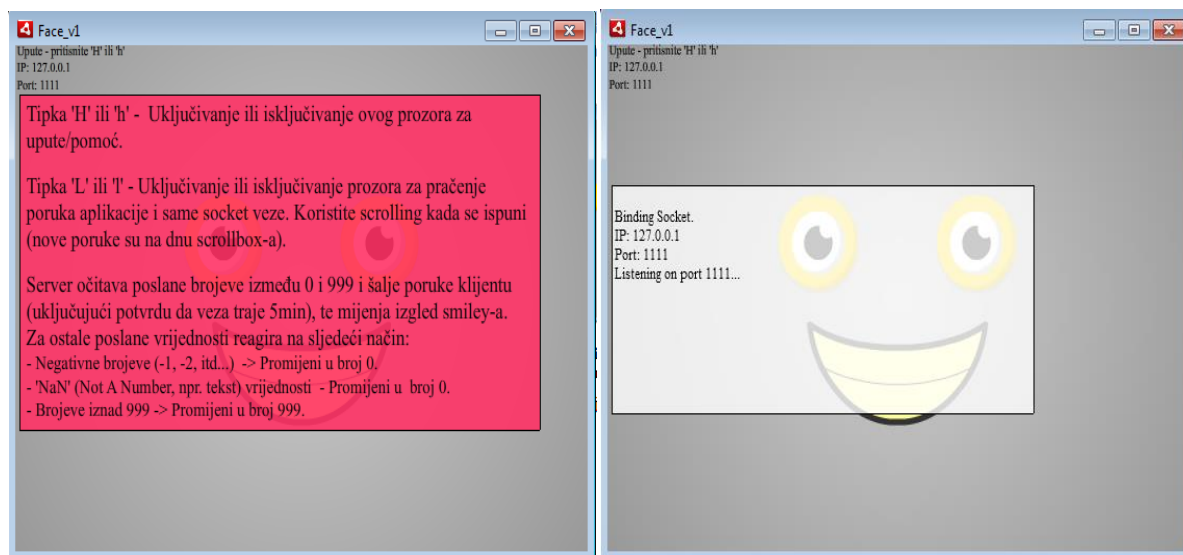 Face_v1
Upute - pritisnite 'H' ili 'h'
IP: 127.0.0.1
Port: 1111
Tipka 'H' ili 'h' - Uključivanje ili isključivanje ovog prozora za
upute/pomoć.
Tipka 'L' ili 'l' - Uključivanje ili isključivanje prozora za pračenje
poruka aplikacije i same socket veze. Koristite scrolling kada se ispuni
(nove poruke su na dnu scrollbox-a).
Server očitava poslane brojeve između 0 i 999 i šalje poruke klijentu
(uključujući potvrdu da veza traje 5min), te mijenja izgled smiley-a.
Za ostale poslane vrijednosti reagira na sljedeći način:
- Negativne brojeve (-1, -2, itd...) -> Promijeni u broj 0.
- 'NaN' (Not A Number, npr. tekst) vrijednosti - Promijeni u broj 0.
- Brojeve iznad 999 -> Promijeni u broj 999.
Face_v1
Upute - pritisnite 'H' ili 'h'
IP: 127.0.0.1
Port: 1111
Binding Socket.
IP: 127.0.0.1
Port: 1111
Listening on port 1111...